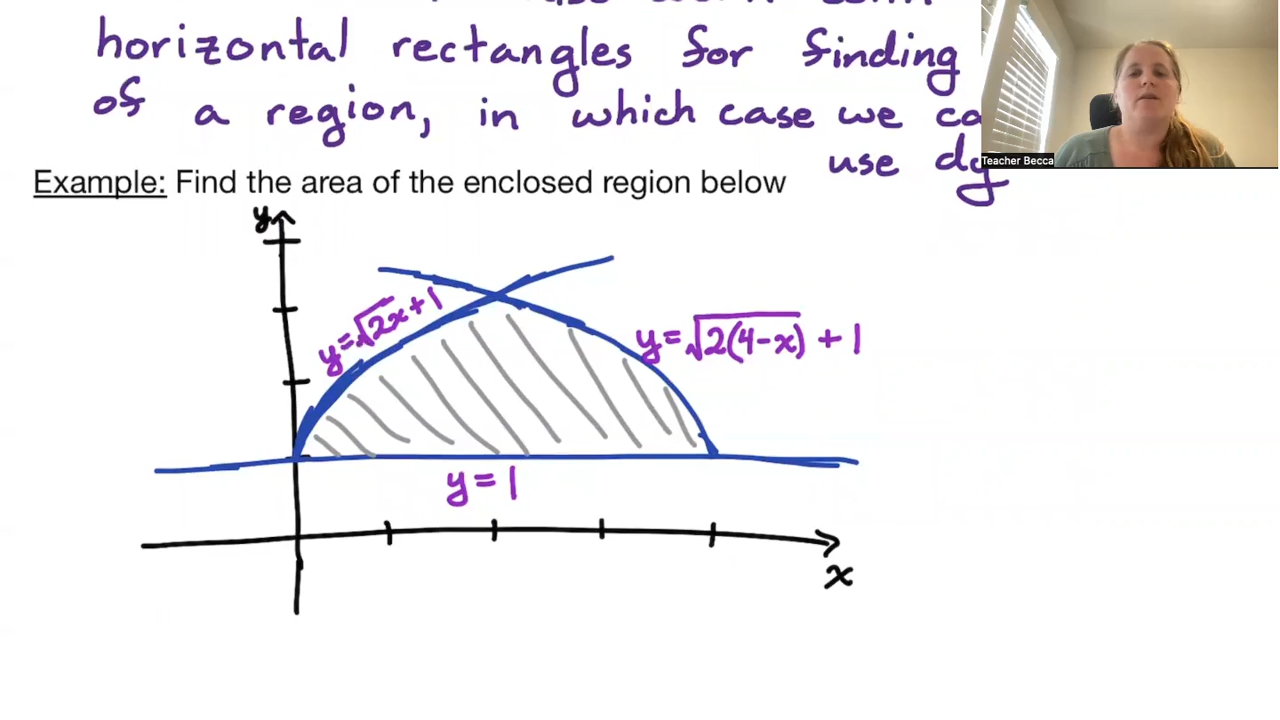 horizontal rectangles for finding
of a region, in which case we
use dy
Teacher Becca
Example: Find the area of the enclosed region below
y
y=√2x+1
y=√2(4-x) + 1
y=1
x